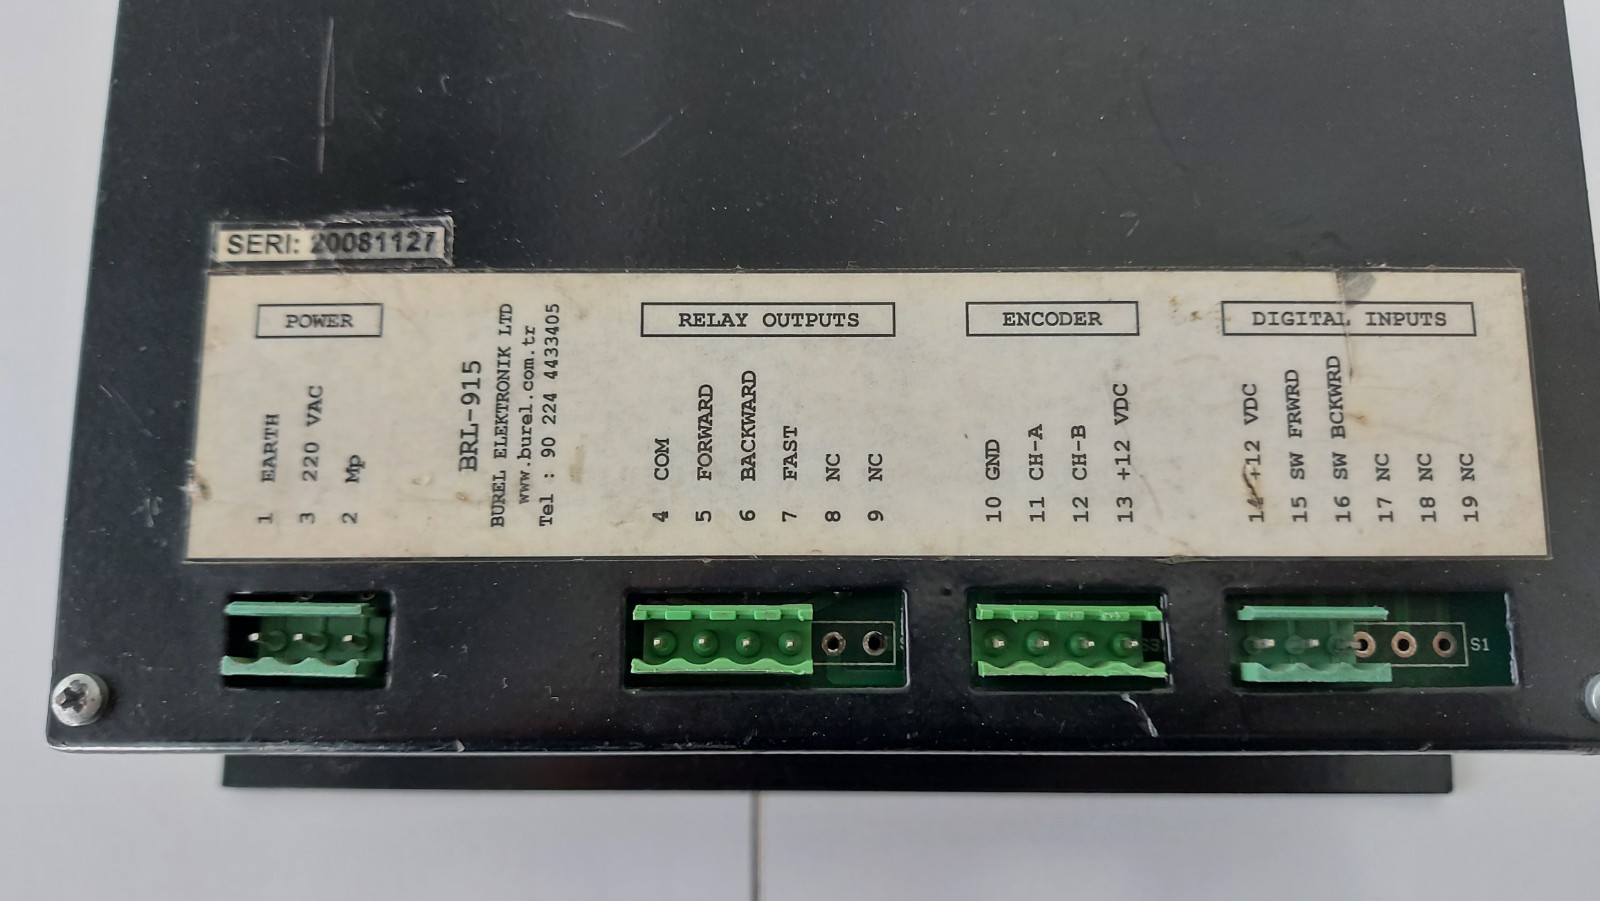 SERI: 20081127
POWER
1 EARTH
3 220 VAC
2 Mp
BRL-915
BUREL ELEKTRONIK LTD
www.burel.com.tr
Tel : 90 224 4433405
RELAY OUTPUTS
4 COM
5 FORWARD
6 BACKWARD
7 FAST
8 NC
9 NC
ENCODER
10 GND
11 CH-A
12 CH-B
13 +12 VDC
DIGITAL INPUTS
14 +12 VDC
15 SW FRWRD
16 SW BCKWRD
17 NC
18 NC
19 NC
S1